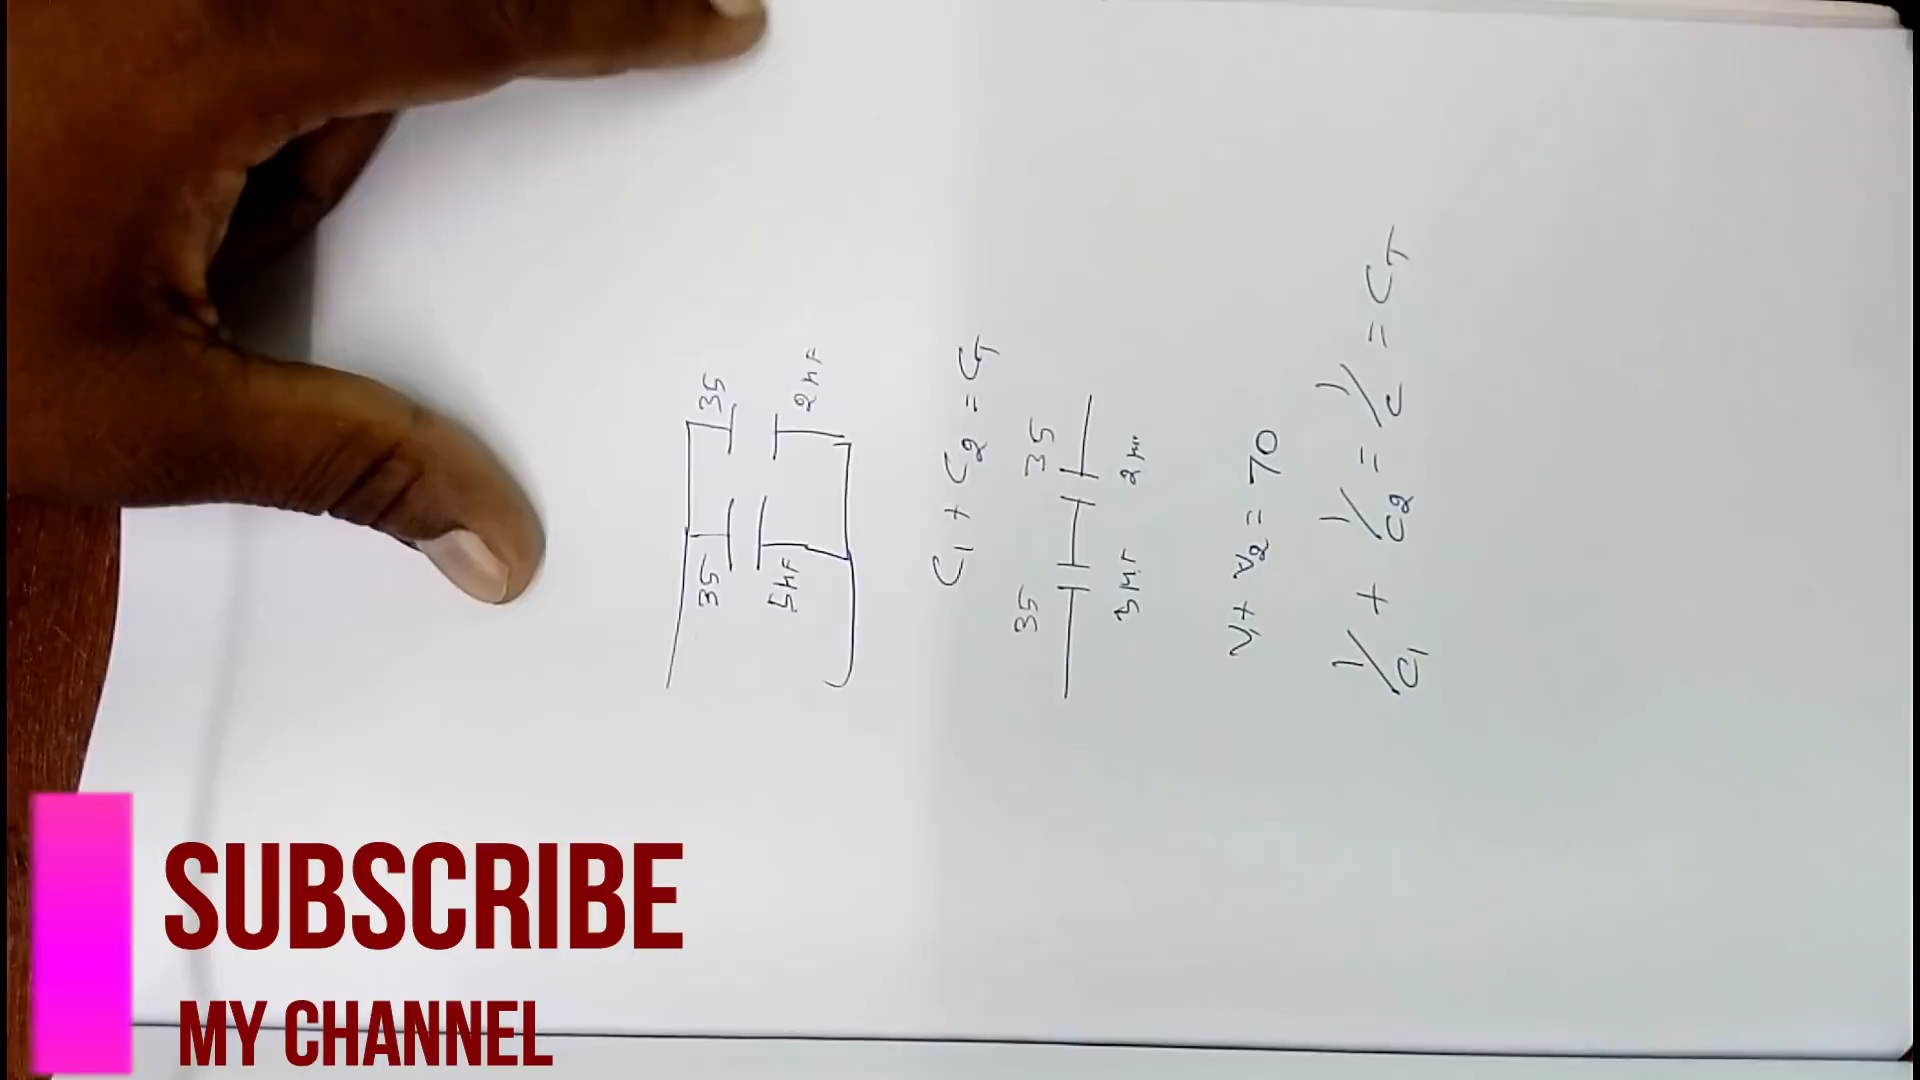 35 35
5µF 2µF
C1 + C2 = CT
35 35
3µF 2µ
V1+ V2 = 70
1/C1 + 1/C2 = 1/C = CT
SUBSCRIBE
MY CHANNEL